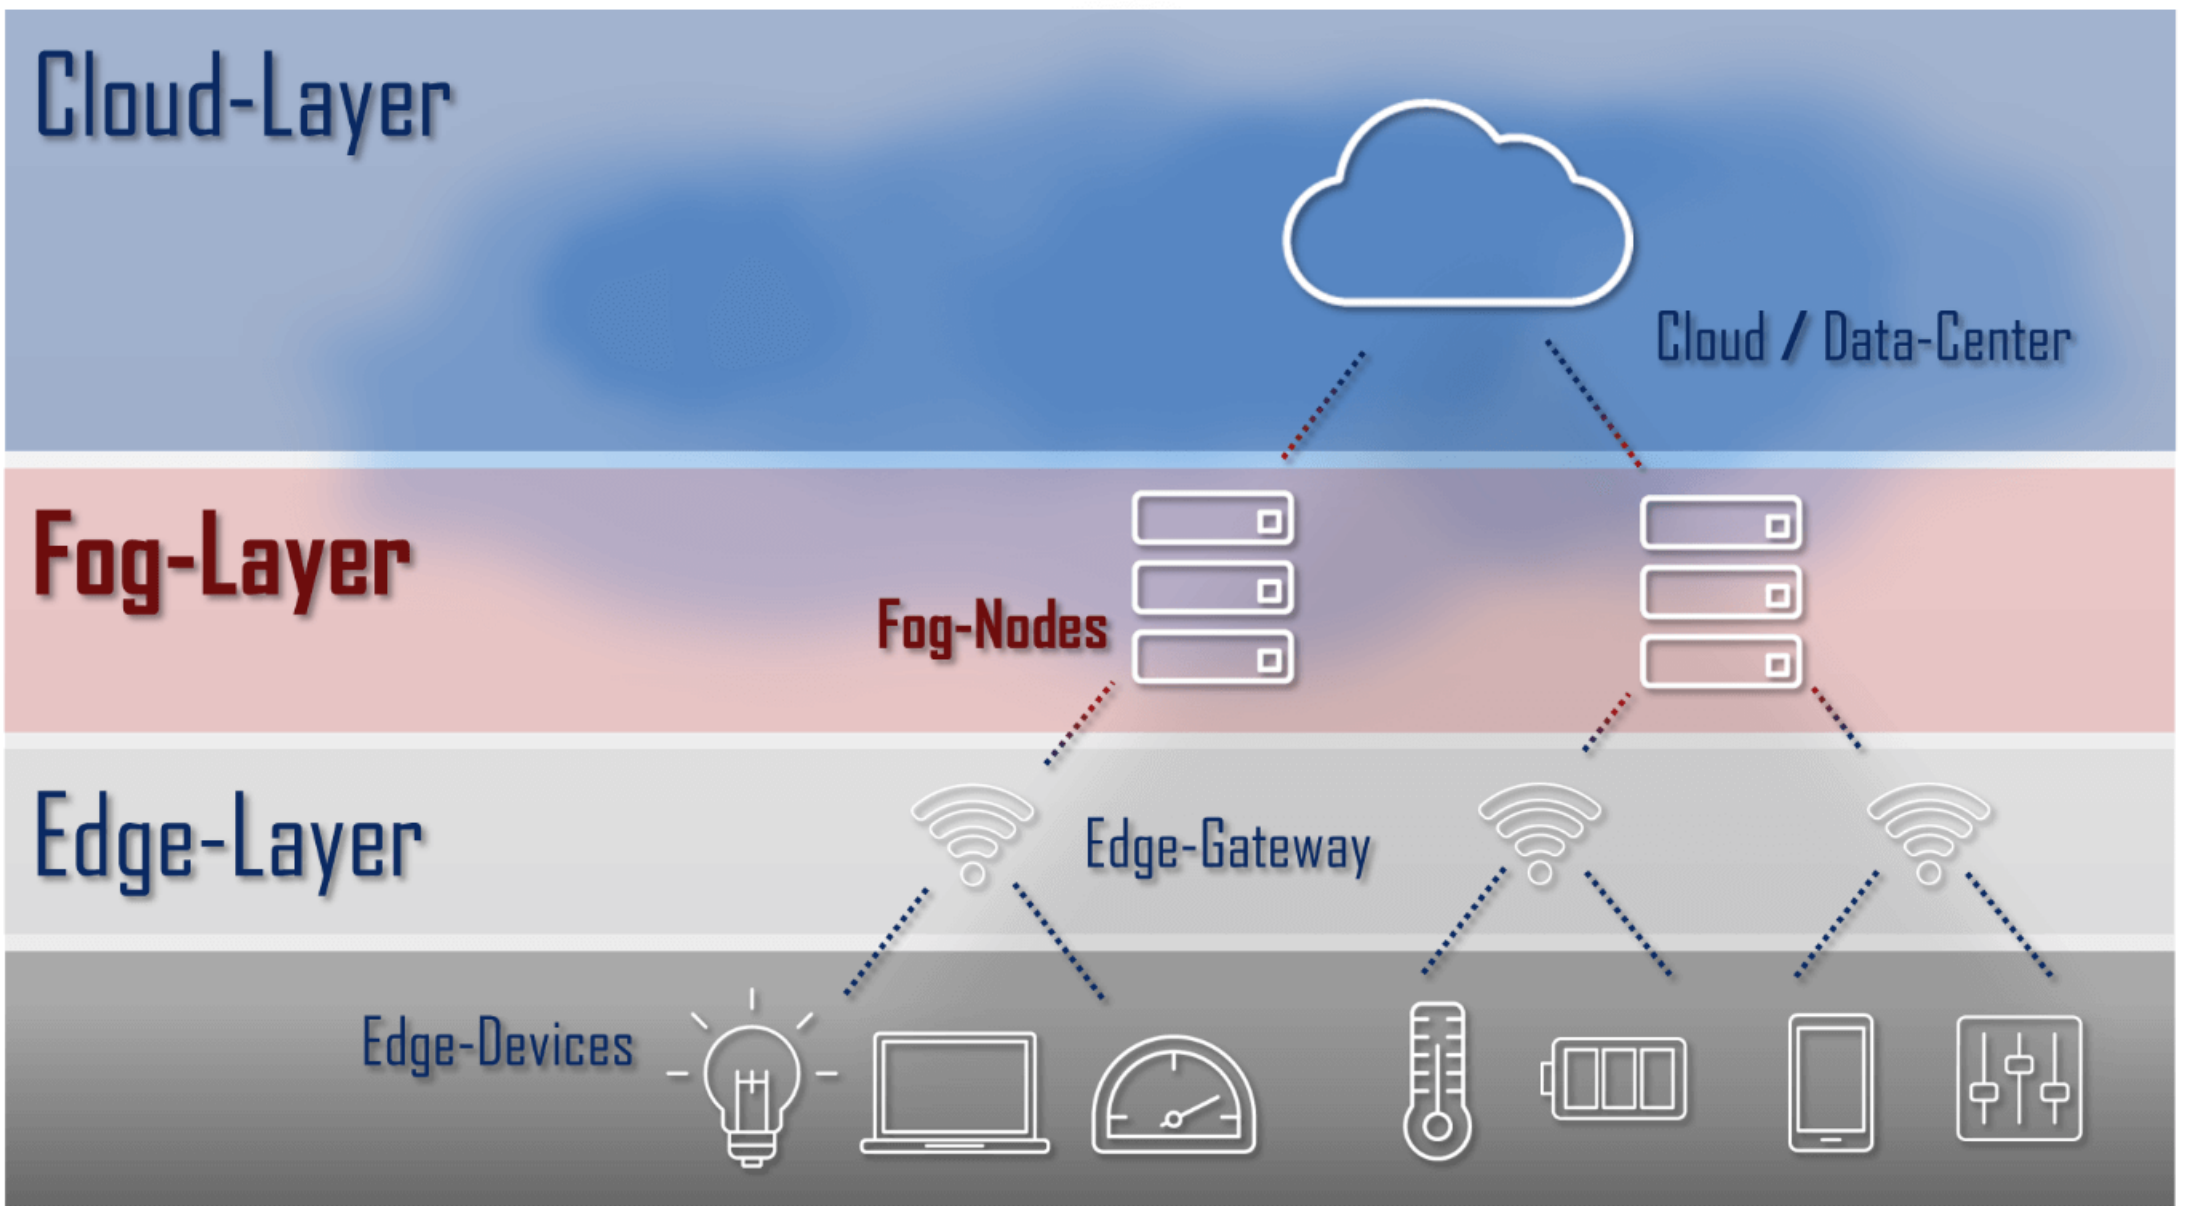 Cloud-Layer
Cloud / Data-Center
Fog-Layer
Fog-Nodes
Edge-Layer
Edge-Gateway
Edge-Devices